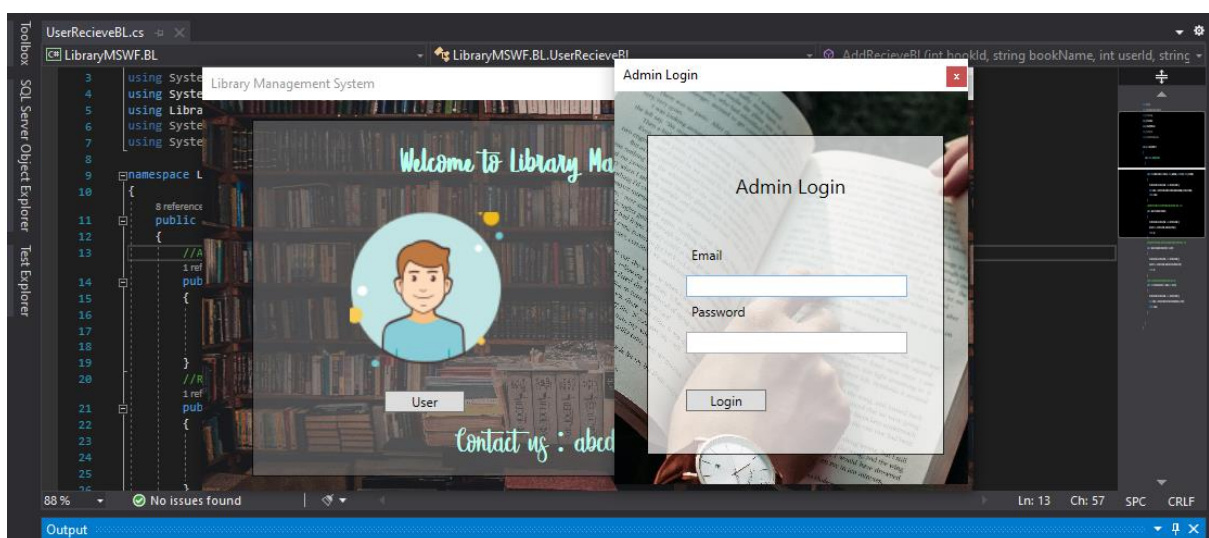 Toolbox
SQL Server Object Explorer
Test Explorer
UserRecieveBL.cs
C# LibraryMSWF.BL
LibraryMSWF.BL.UserRecieveBL
AddRecieveBL(int bookId, string bookName, int userId, string
3 using Syste
4 using Syste
5 using Libra
6 using Syste
7 using Syste
8
9 namespace L
10 {
8 reference
11 public
12 {
13 //A
1 ref
14 pub
15 {
16
17
18
19 }
20 //R
1 ref
21 pub
22 {
23
24
25
26 }
Library Management System
Welcome to Library Ma
User
Contact us : abcd
Admin Login
x
Admin Login
Email
Password
Login
88 %
No issues found
Ln: 13 Ch: 57 SPC CRLF
Output